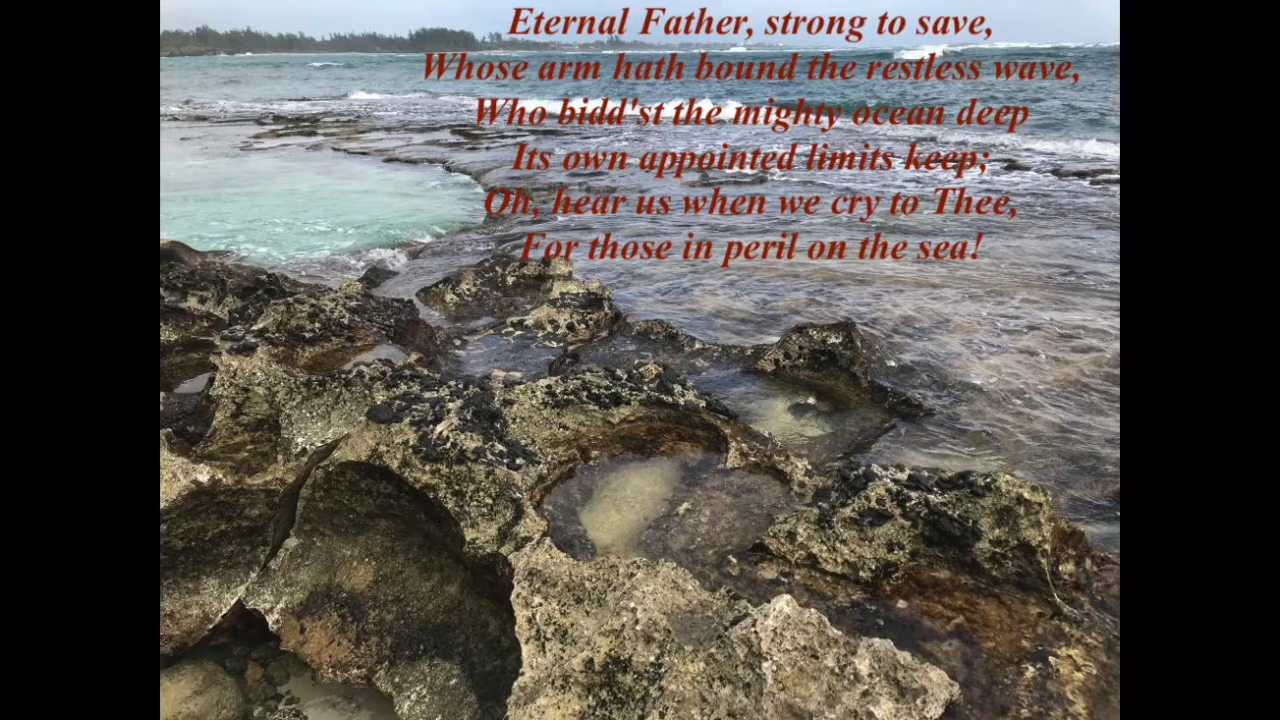 Eternal Father, strong to save,
Whose arm hath bound the restless wave,
Who bidd'st the mighty ocean deep
Its own appointed limits keep;
Oh, hear us when we cry to Thee,
For those in peril on the sea!